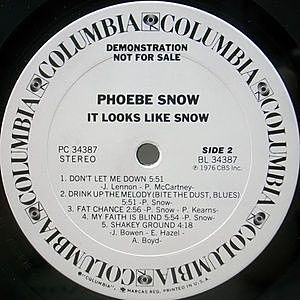 COLUMBIA COLUMBIA COLUMBIA COLUMBIA COLUMBIA COLUMBIA
DEMONSTRATION
NOT FOR SALE
PHOEBE SNOW
IT LOOKS LIKE SNOW
PC 34387
STEREO
SIDE 2
BL 34387
℗ 1976 CBS Inc.
1. DON'T LET ME DOWN 5:51
-J. Lennon - P. McCartney-
2. DRINK UP THE MELODY (BITE THE DUST, BLUES)
5:51 -P. Snow-
3. FAT CHANCE 2:56 -P. Snow - P. Kearns-
4. MY FAITH IS BLIND 5:54 -P. Snow-
5. SHAKEY GROUND 4:18
-J. Bowen - E. Hazel -
A. Boyd-
"COLUMBIA", MARCAS REG. PRINTED IN U.S.A.